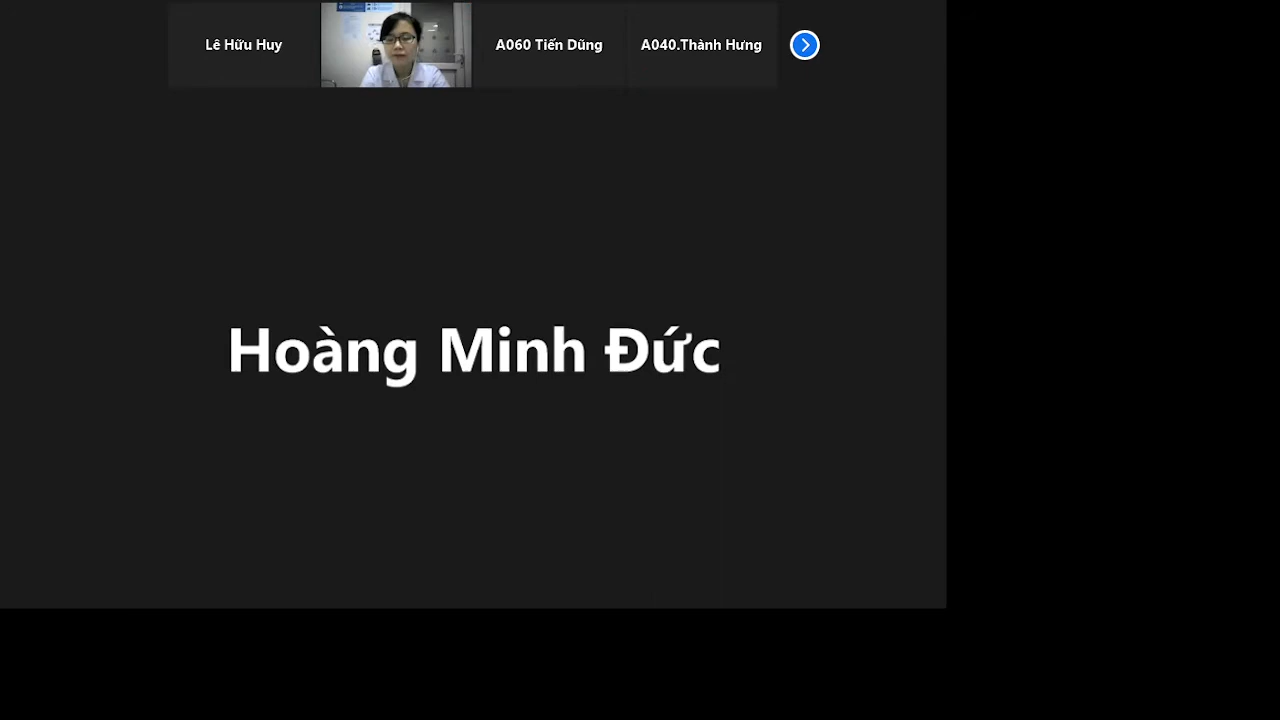 Lê Hữu Huy
A060 Tiến Dũng
A040.Thành Hưng
Hoàng Minh Đức